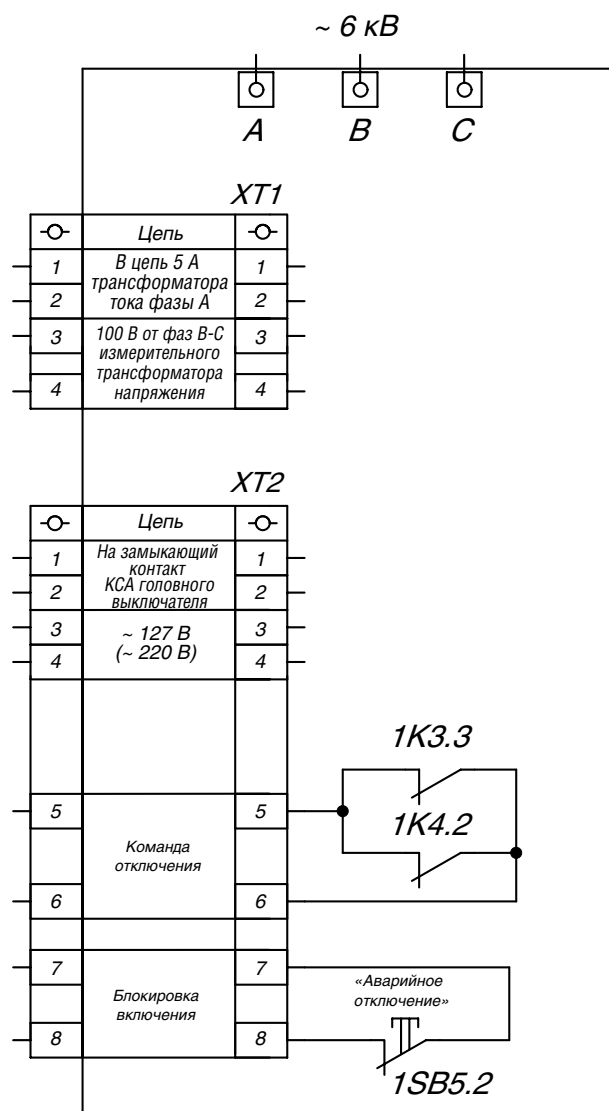 ~ 6 кВ
A B C
XT1
Цепь
1 В цепь 5 А 1
трансформатора
2 тока фазы А 2
3 100 В от фаз В-С 3
измерительного
трансформатора
4 напряжения 4
XT2
Цепь
1 На замыкающий 1
контакт
2 КСА головного 2
выключателя
3 ~ 127 В 3
4 (~ 220 В) 4
1K3.3
5 5
1K4.2
Команда
отключения
6 6
7 7
«Аварийное
отключение»
Блокировка
включения
8 8
1SB5.2